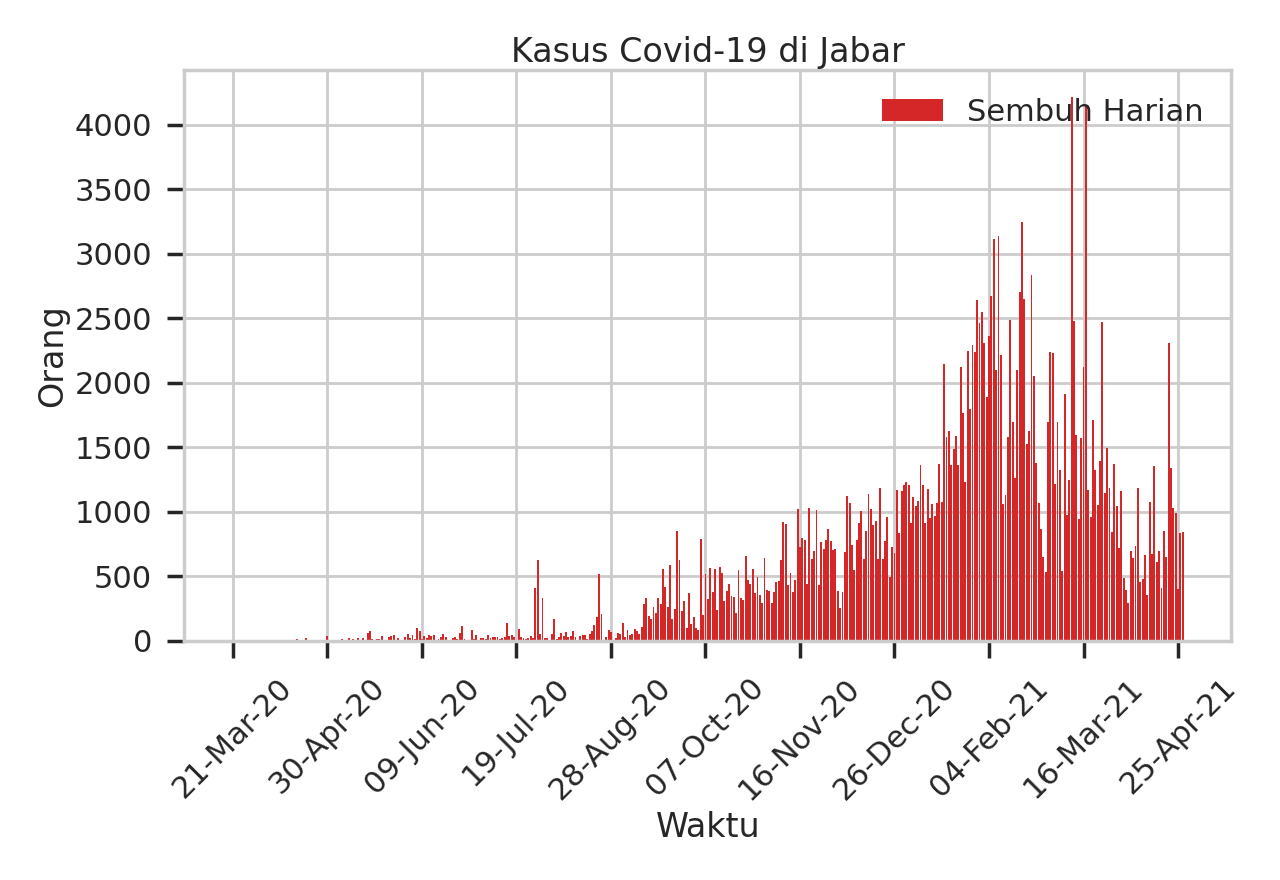 Kasus Covid-19 di Jabar
Sembuh Harian
Orang
4000
3500
3000
2500
2000
1500
1000
500
0
21-Mar-20
30-Apr-20
09-Jun-20
19-Jul-20
28-Aug-20
07-Oct-20
16-Nov-20
26-Dec-20
04-Feb-21
16-Mar-21
25-Apr-21
Waktu